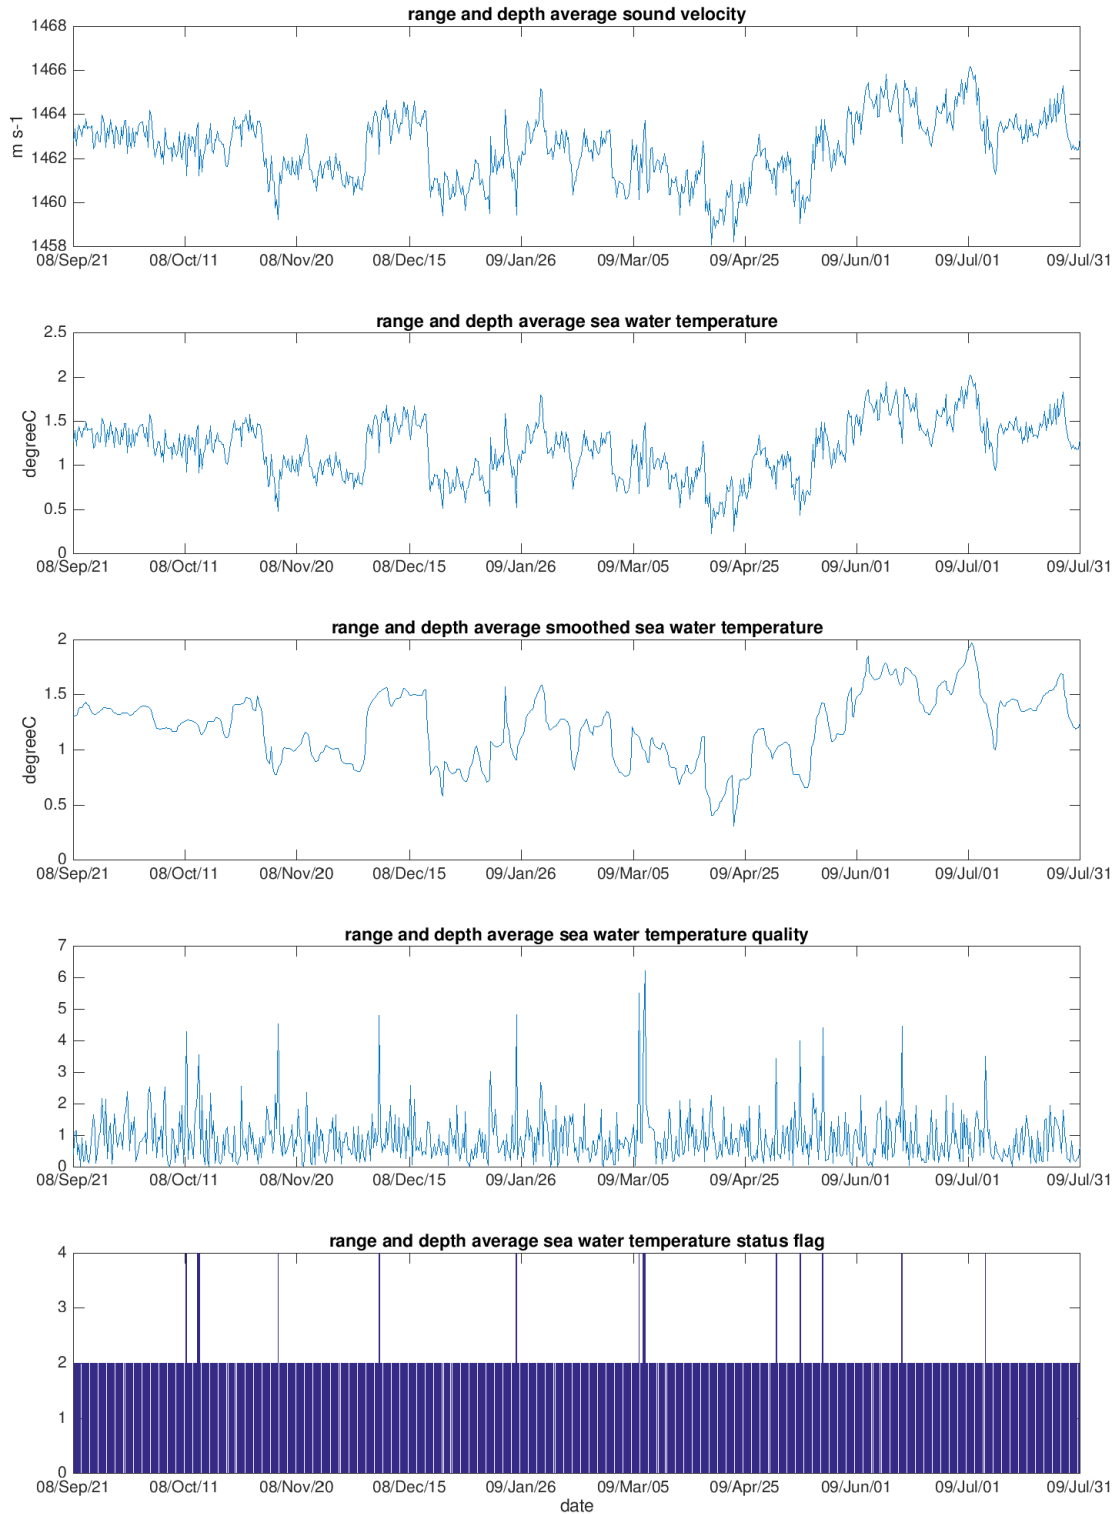 range and depth average sound velocity
1468
1466
1464
1462
1460
1458
m s-1
08/Sep/21 08/Oct/11 08/Nov/20 08/Dec/15 09/Jan/26 09/Mar/05 09/Apr/25 09/Jun/01 09/Jul/01 09/Jul/31
range and depth average sea water temperature
2.5
2
1.5
1
0.5
0
degreeC
08/Sep/21 08/Oct/11 08/Nov/20 08/Dec/15 09/Jan/26 09/Mar/05 09/Apr/25 09/Jun/01 09/Jul/01 09/Jul/31
range and depth average smoothed sea water temperature
2
1.5
1
0.5
0
degreeC
08/Sep/21 08/Oct/11 08/Nov/20 08/Dec/15 09/Jan/26 09/Mar/05 09/Apr/25 09/Jun/01 09/Jul/01 09/Jul/31
range and depth average sea water temperature quality
7
6
5
4
3
2
1
0
08/Sep/21 08/Oct/11 08/Nov/20 08/Dec/15 09/Jan/26 09/Mar/05 09/Apr/25 09/Jun/01 09/Jul/01 09/Jul/31
range and depth average sea water temperature status flag
4
3
2
1
0
08/Sep/21 08/Oct/11 08/Nov/20 08/Dec/15 09/Jan/26 09/Mar/05 09/Apr/25 09/Jun/01 09/Jul/01 09/Jul/31
date